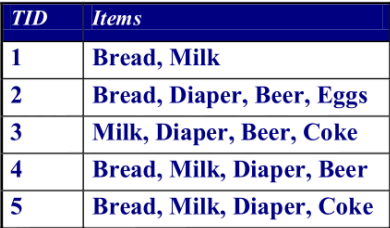 TID Items
1 Bread, Milk
2 Bread, Diaper, Beer, Eggs
3 Milk, Diaper, Beer, Coke
4 Bread, Milk, Diaper, Beer
5 Bread, Milk, Diaper, Coke